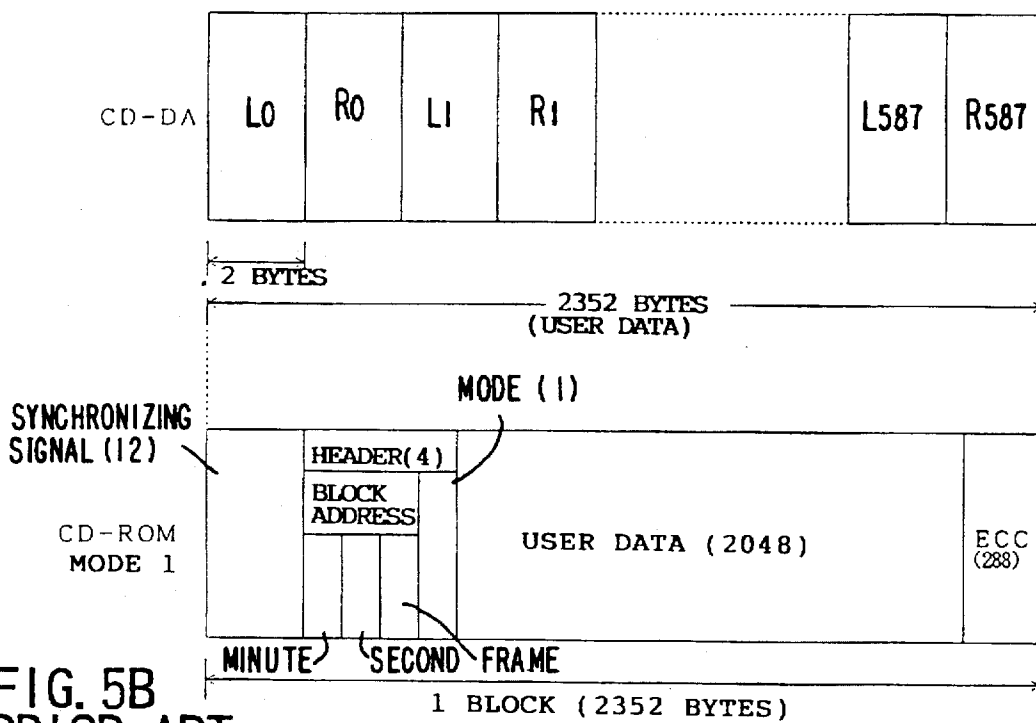 CD-DA
L0 R0 L1 R1 L587 R587
2 BYTES
2352 BYTES
(USER DATA)
SYNCHRONIZING
SIGNAL (12)
MODE (1)
HEADER(4)
BLOCK
ADDRESS
CD-ROM
MODE 1
USER DATA (2048)
ECC
(288)
MINUTE SECOND FRAME
FIG. 5B
PRIOR ART
1 BLOCK (2352 BYTES)